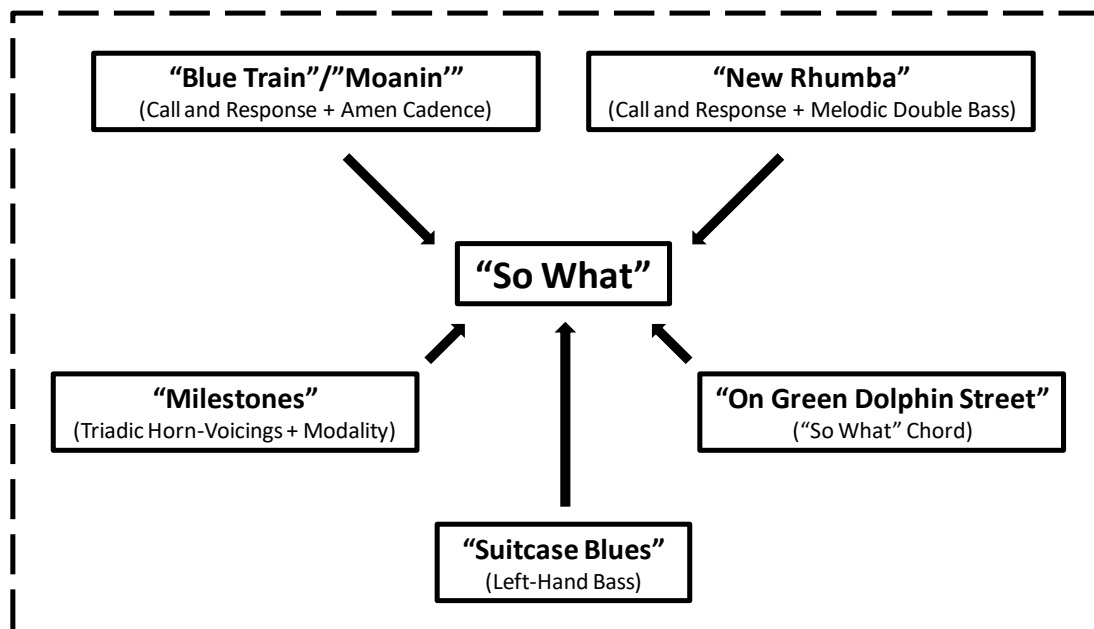 “Blue Train”/”Moanin’”
(Call and Response + Amen Cadence)
“New Rhumba”
(Call and Response + Melodic Double Bass)
“So What”
“Milestones”
(Triadic Horn-Voicings + Modality)
“On Green Dolphin Street”
(“So What” Chord)
“Suitcase Blues”
(Left-Hand Bass)